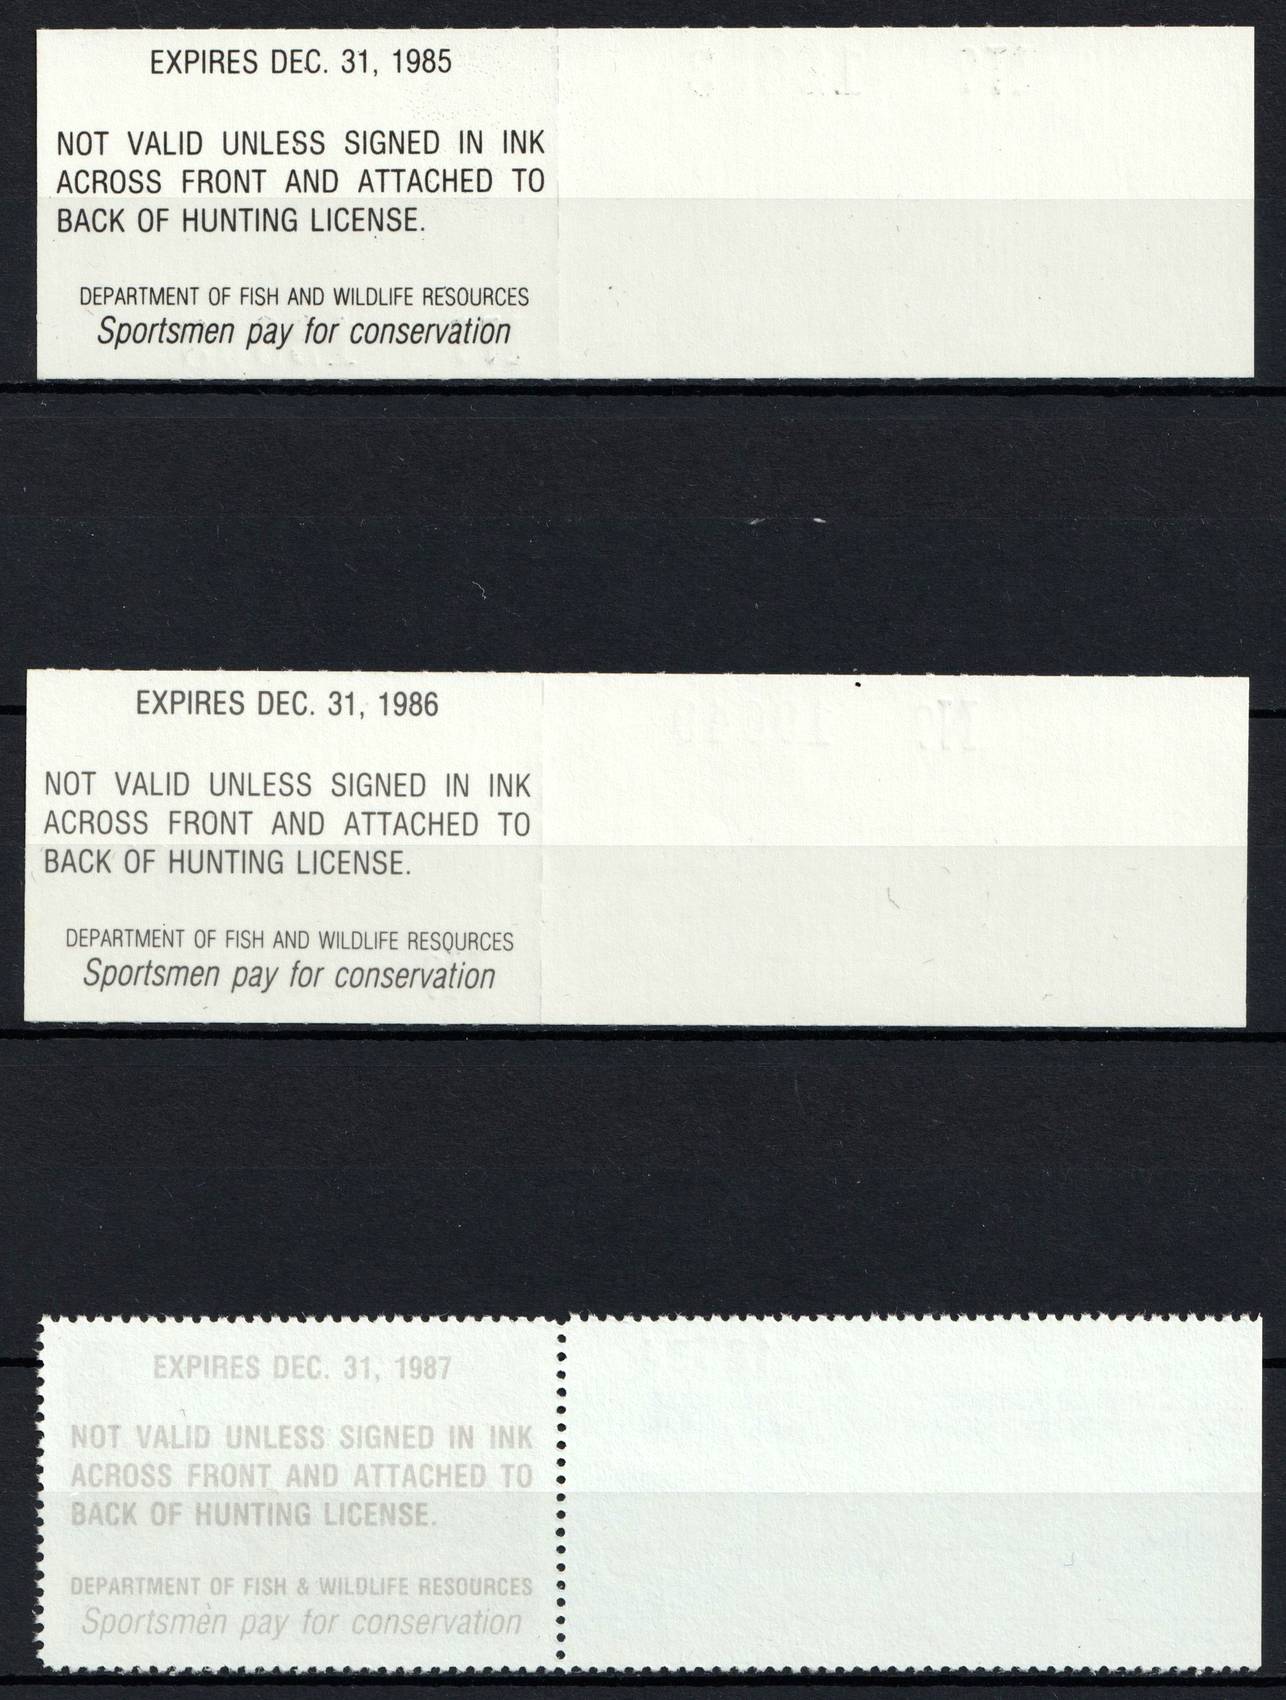 EXPIRES DEC. 31, 1985
NOT VALID UNLESS SIGNED IN INK
ACROSS FRONT AND ATTACHED TO
BACK OF HUNTING LICENSE.
DEPARTMENT OF FISH AND WILDLIFE RESOURCES
Sportsmen pay for conservation
EXPIRES DEC. 31, 1986
NOT VALID UNLESS SIGNED IN INK
ACROSS FRONT AND ATTACHED TO
BACK OF HUNTING LICENSE.
DEPARTMENT OF FISH AND WILDLIFE RESOURCES
Sportsmen pay for conservation
EXPIRES DEC. 31, 1987
NOT VALID UNLESS SIGNED IN INK
ACROSS FRONT AND ATTACHED TO
BACK OF HUNTING LICENSE.
DEPARTMENT OF FISH & WILDLIFE RESOURCES
Sportsmen pay for conservation